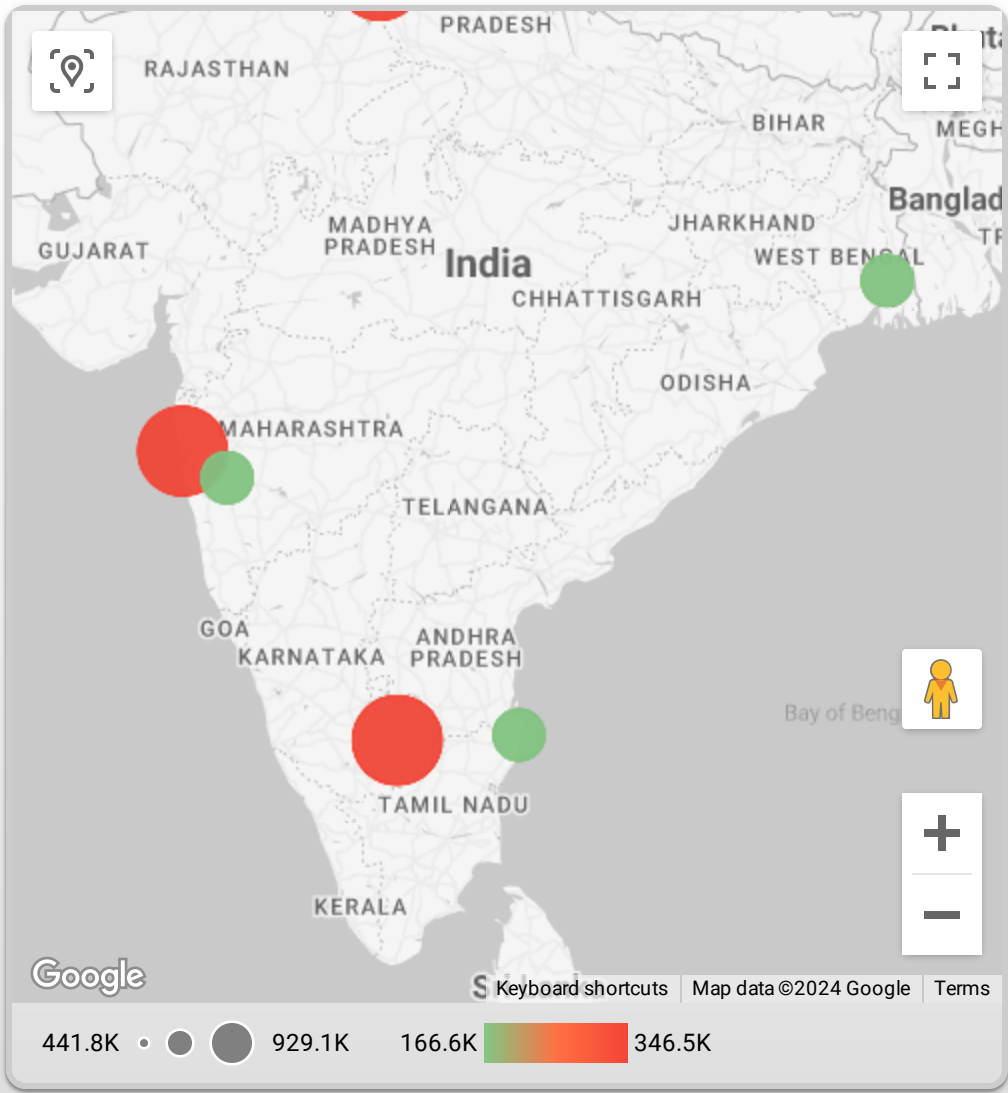 PRADESH
RAJASTHAN
BIHAR
MEGH
Banglad
MADHYA
PRADESH
JHARKHAND
GUJARAT
India
WEST BENGAL
CHHATTISGARH
ODISHA
MAHARASHTRA
TELANGANA
GOA
ANDHRA
PRADESH
KARNATAKA
Bay of Beng
TAMIL NADU
KERALA
Google
Keyboard shortcuts
Map data ©2024 Google
Terms
441.8K
929.1K
166.6K
346.5K